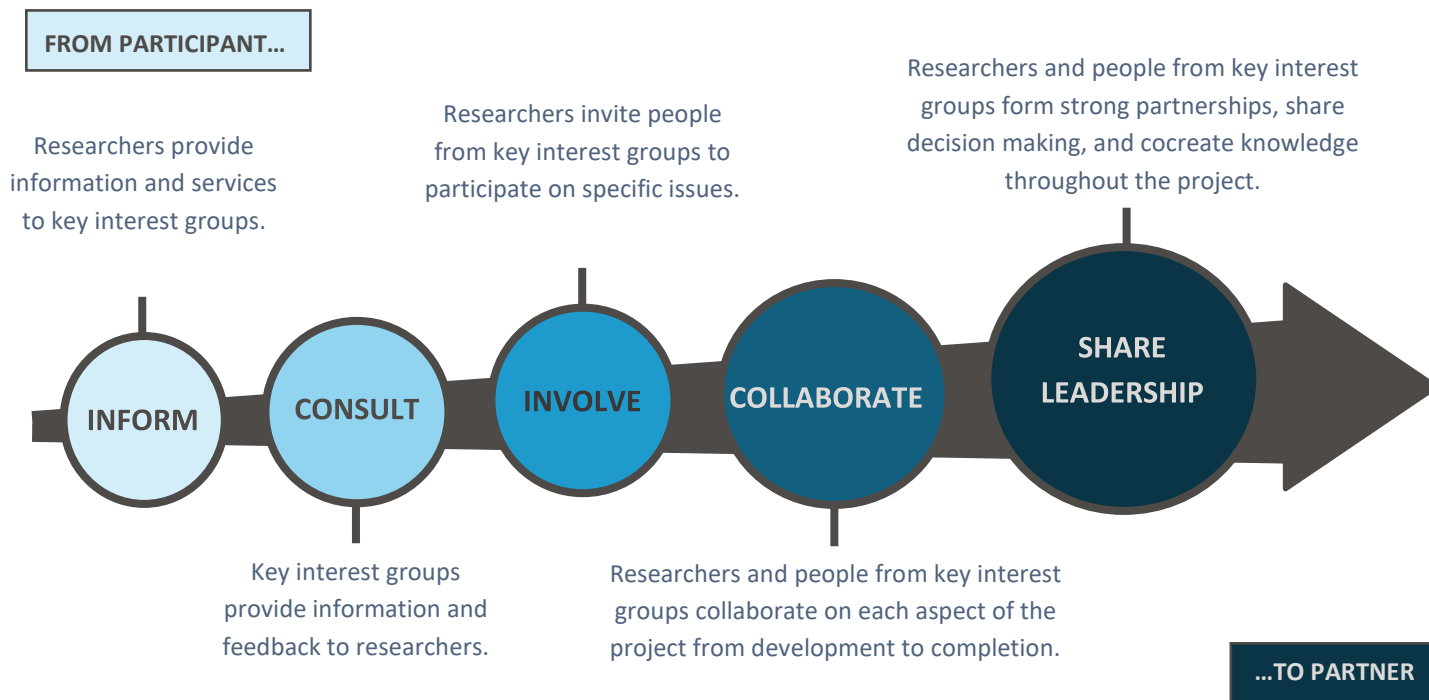 FROM PARTICIPANT…
Researchers provide
information and services
to key interest groups.
Researchers invite people
from key interest groups to
participate on specific issues.
Researchers and people from key interest
groups form strong partnerships, share
decision making, and cocreate knowledge
throughout the project.
INFORM
CONSULT
INVOLVE
COLLABORATE
SHARE
LEADERSHIP
Key interest groups
provide information and
feedback to researchers.
Researchers and people from key interest
groups collaborate on each aspect of the
project from development to completion.
…TO PARTNER